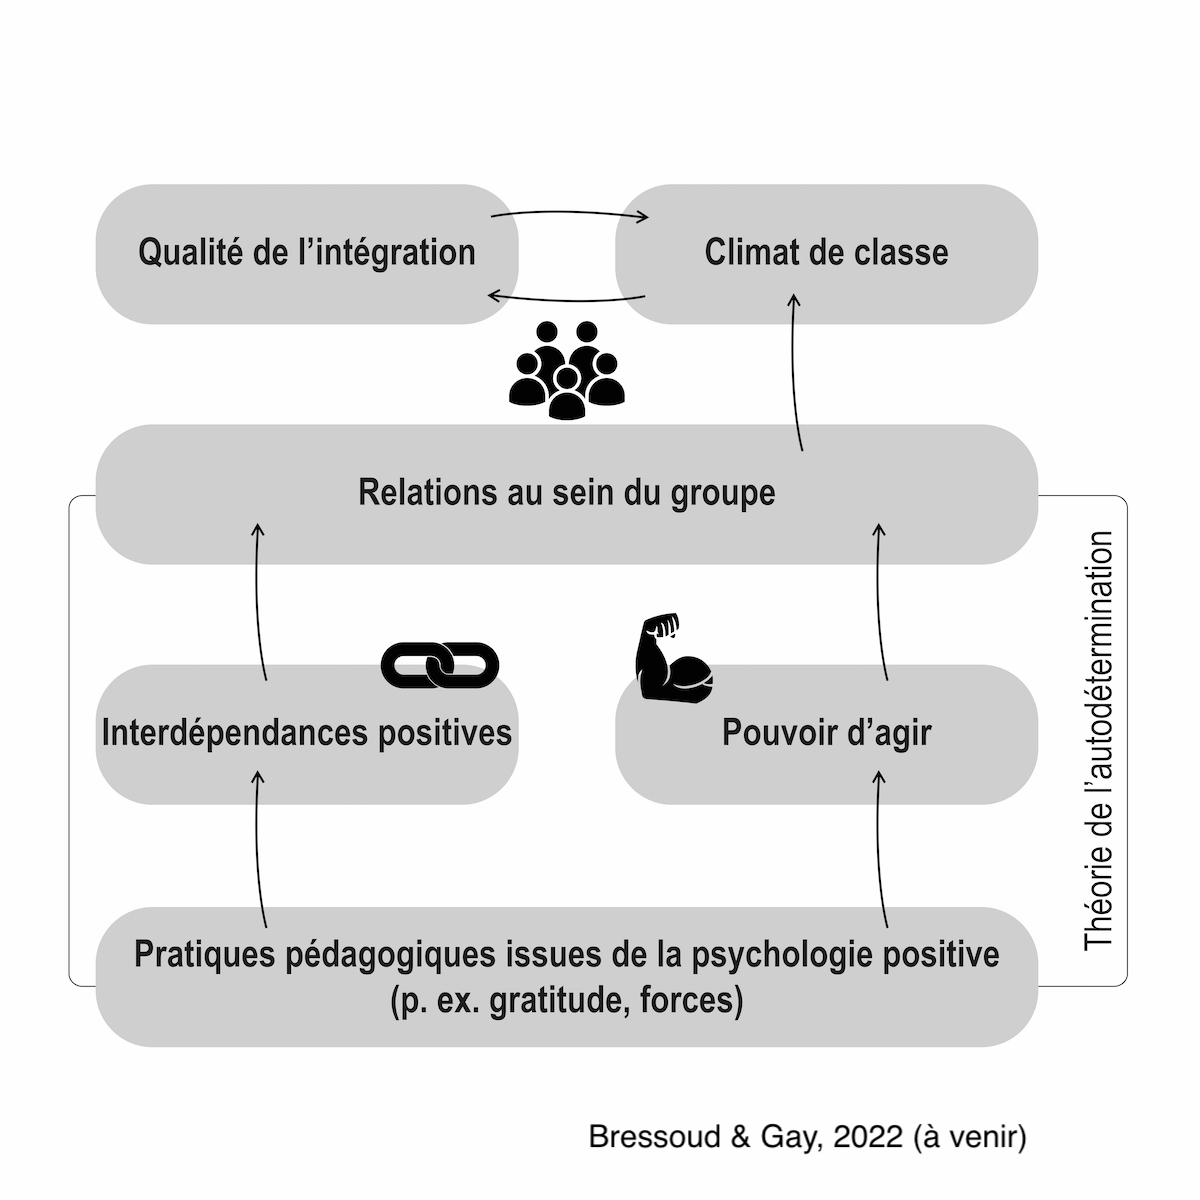 Qualité de l’intégration
Climat de classe
Relations au sein du groupe
Interdépendances positives
Pouvoir d’agir
Pratiques pédagogiques issues de la psychologie positive
(p. ex. gratitude, forces)
Théorie de l’autodétermination
Bressoud & Gay, 2022 (à venir)